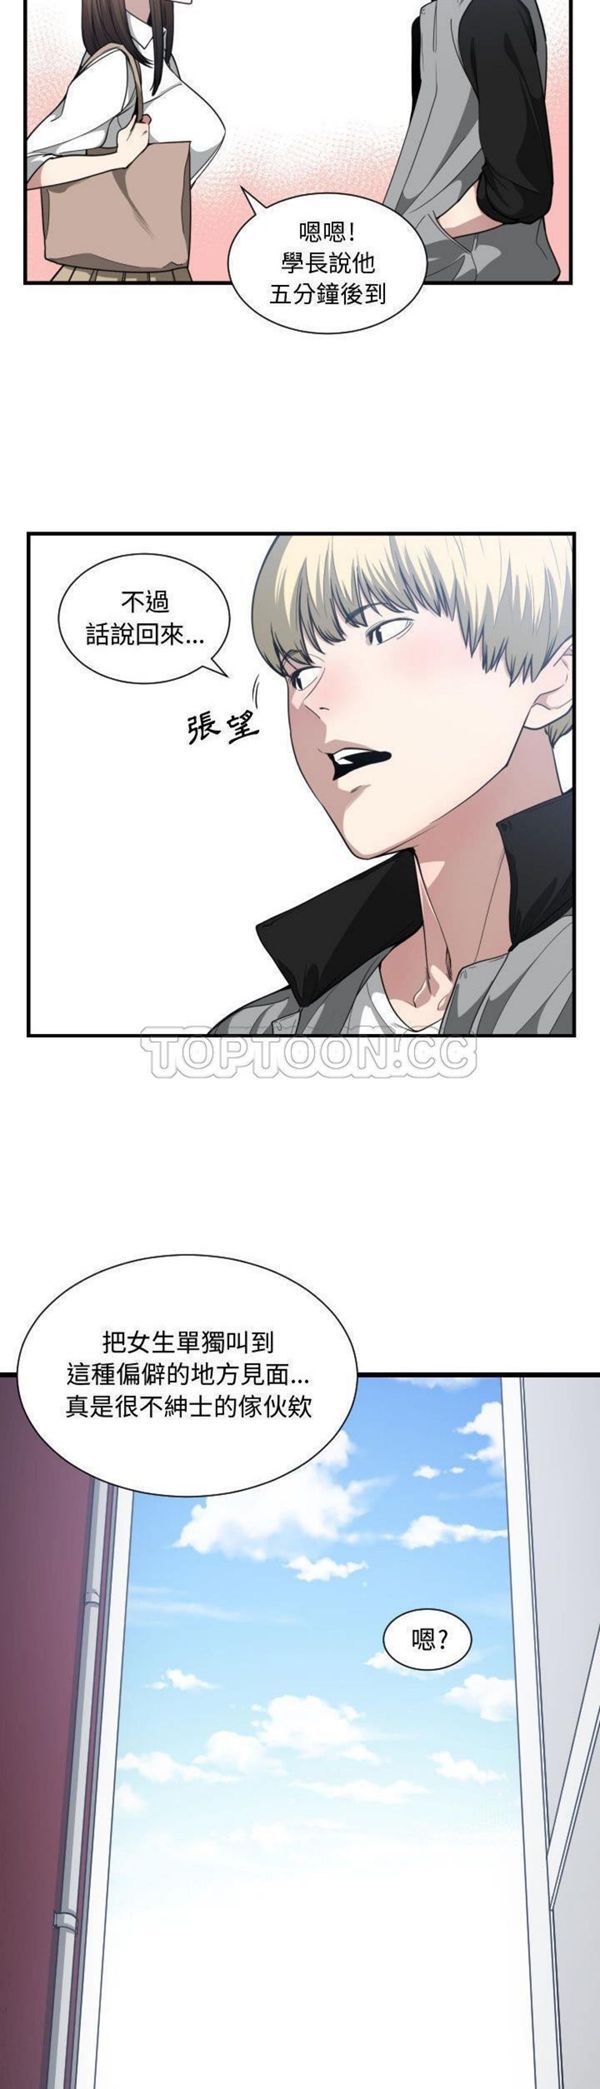 嗯嗯!
學長說他
五分鐘後到
不過
話說回來...
張望
TOPTOON.CC
把女生單獨叫到
這種偏僻的地方見面...
真是很不紳士的傢伙欸
嗯?